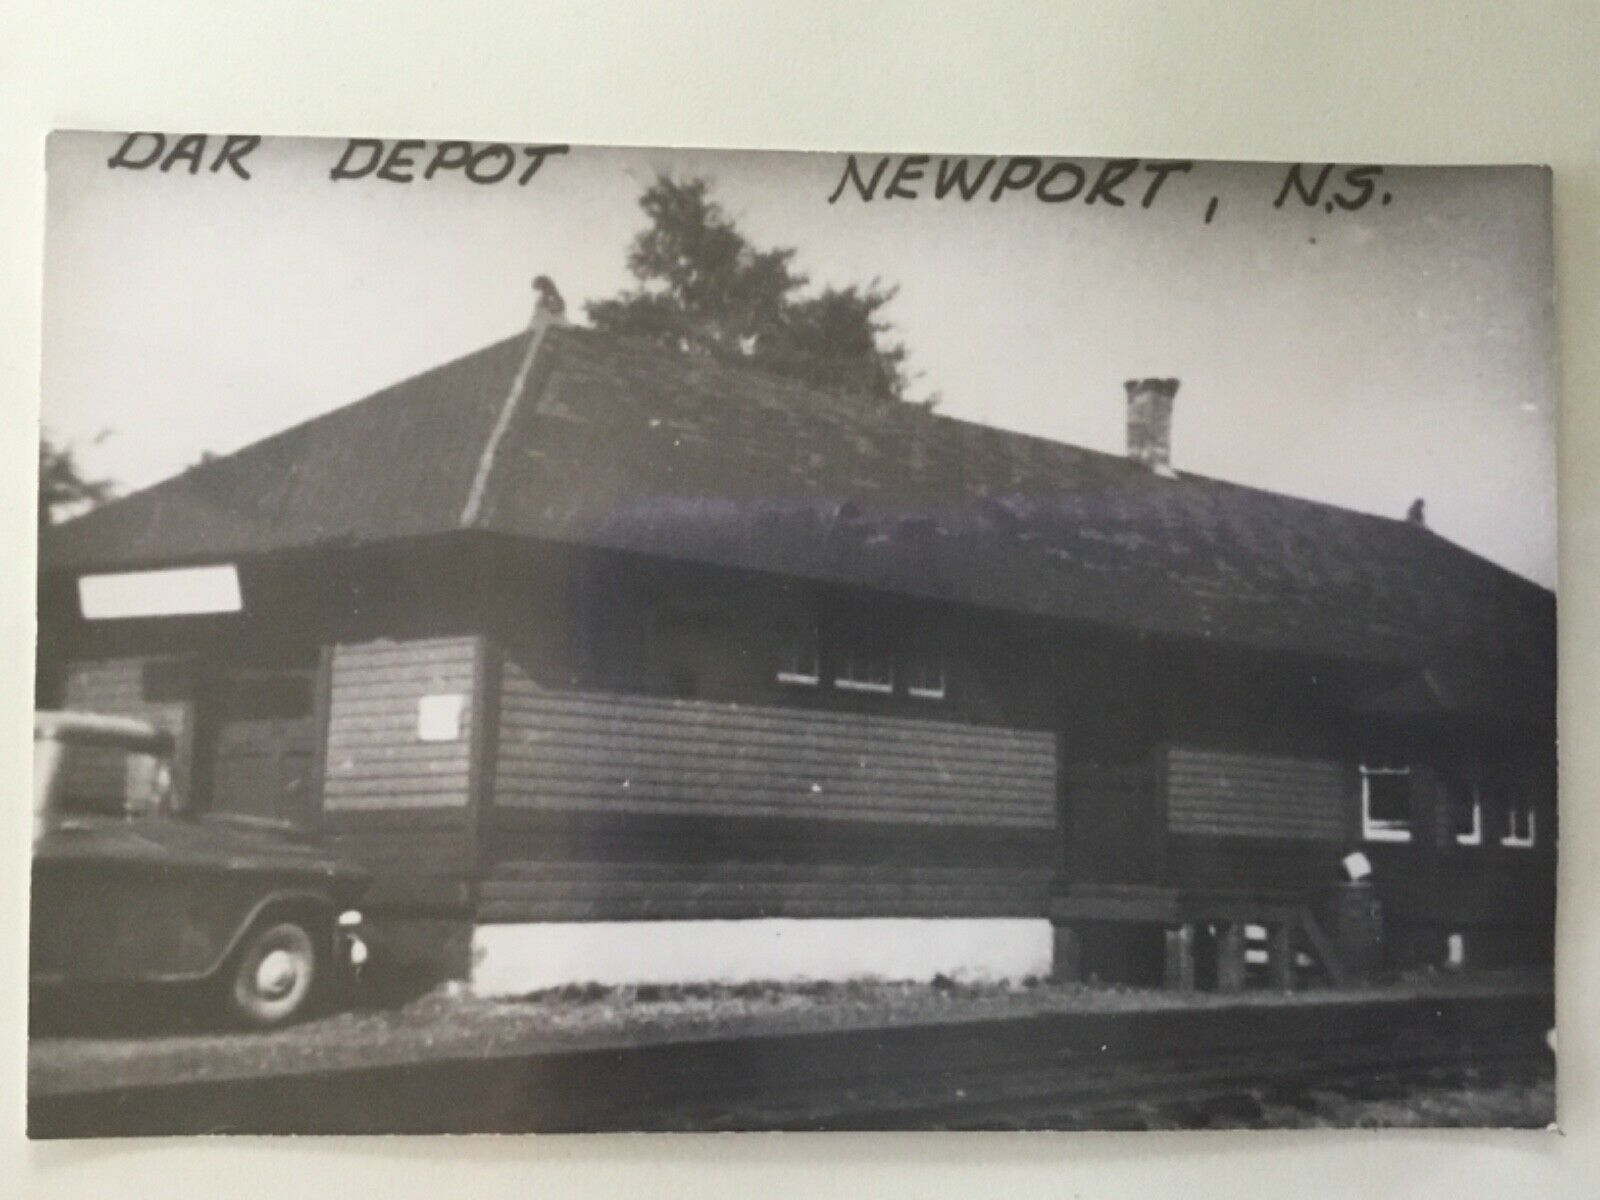 DAR DEPOT NEWPORT, N.S.